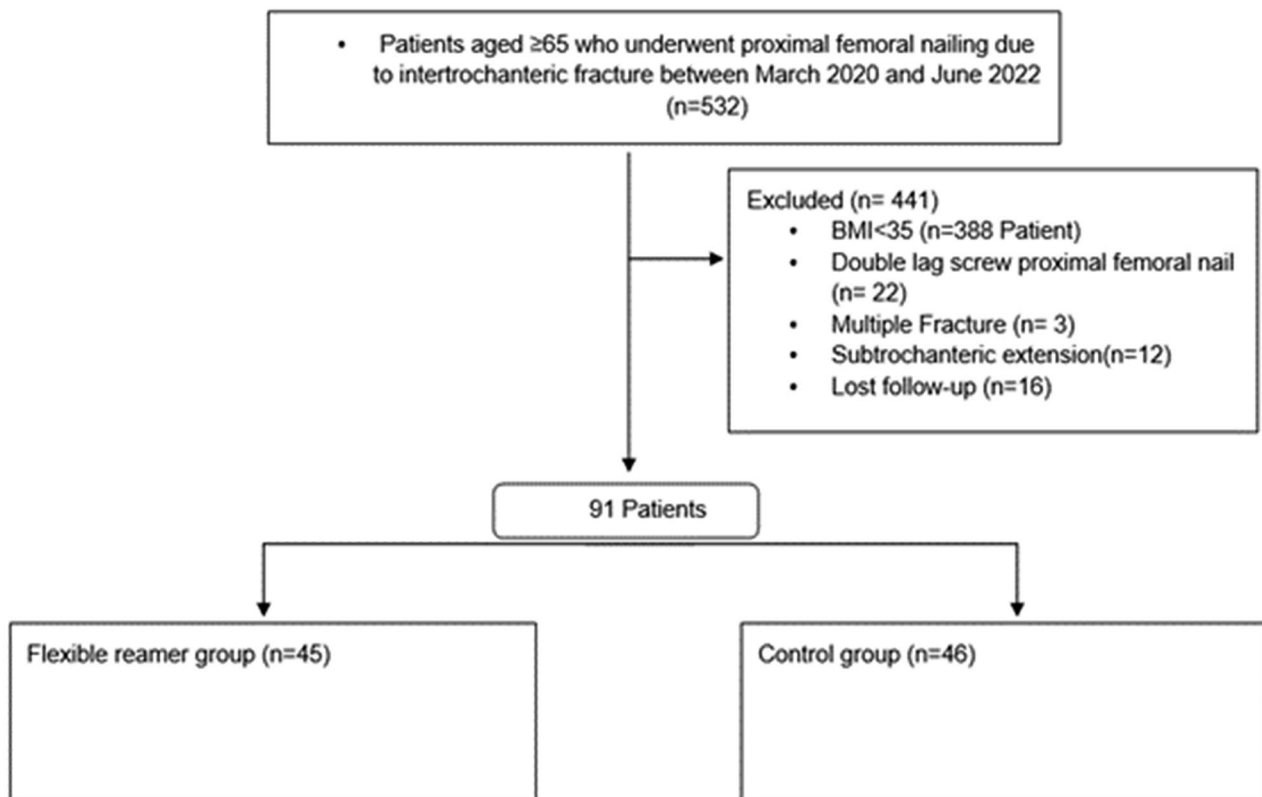 • Patients aged ≥65 who underwent proximal femoral nailing due
to intertrochanteric fracture between March 2020 and June 2022
(n=532)
Excluded (n= 441)
• BMI<35 (n=388 Patient)
• Double lag screw proximal femoral nail
(n= 22)
• Multiple Fracture (n= 3)
• Subtrochanteric extension(n=12)
• Lost follow-up (n=16)
91 Patients
Flexible reamer group (n=45)
Control group (n=46)